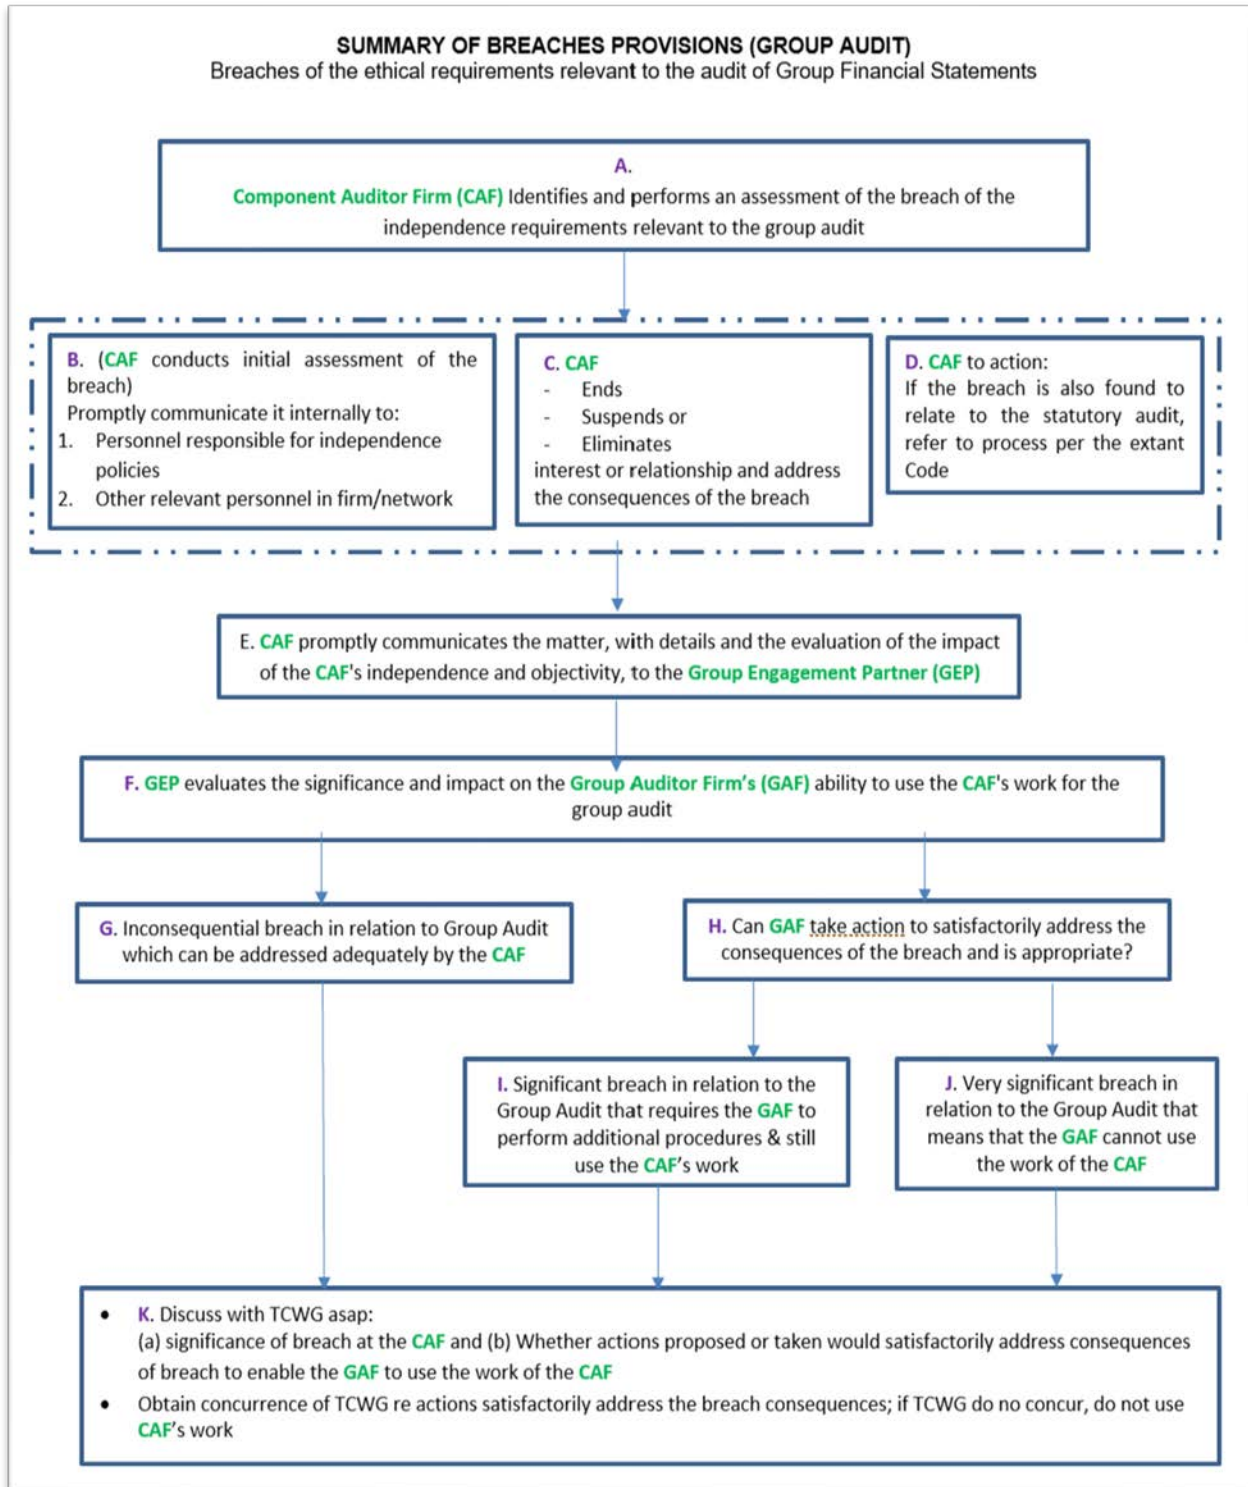 SUMMARY OF BREACHES PROVISIONS (GROUP AUDIT)
Breaches of the ethical requirements relevant to the audit of Group Financial Statements
A.
Component Auditor Firm (CAF) Identifies and performs an assessment of the breach of the
independence requirements relevant to the group audit
B. (CAF conducts initial assessment of the
breach)
Promptly communicate it internally to:
1. Personnel responsible for independence
policies
2. Other relevant personnel in firm/network
C. CAF
- Ends
- Suspends or
- Eliminates
interest or relationship and address
the consequences of the breach
D. CAF to action:
If the breach is also found to
relate to the statutory audit,
refer to process per the extant
Code
E. CAF promptly communicates the matter, with details and the evaluation of the impact
of the CAF's independence and objectivity, to the Group Engagement Partner (GEP)
F. GEP evaluates the significance and impact on the Group Auditor Firm's (GAF) ability to use the CAF's work for the
group audit
G. Inconsequential breach in relation to Group Audit
which can be addressed adequately by the CAF
H. Can GAF take action to satisfactorily address the
consequences of the breach and is appropriate?
I. Significant breach in relation to the
Group Audit that requires the GAF to
perform additional procedures & still
use the CAF's work
J. Very significant breach in
relation to the Group Audit that
means that the GAF cannot use
the work of the CAF
• K. Discuss with TCWG asap:
(a) significance of breach at the CAF and (b) Whether actions proposed or taken would satisfactorily address consequences
of breach to enable the GAF to use the work of the CAF
• Obtain concurrence of TCWG re actions satisfactorily address the breach consequences; if TCWG do no concur, do not use
CAF's work